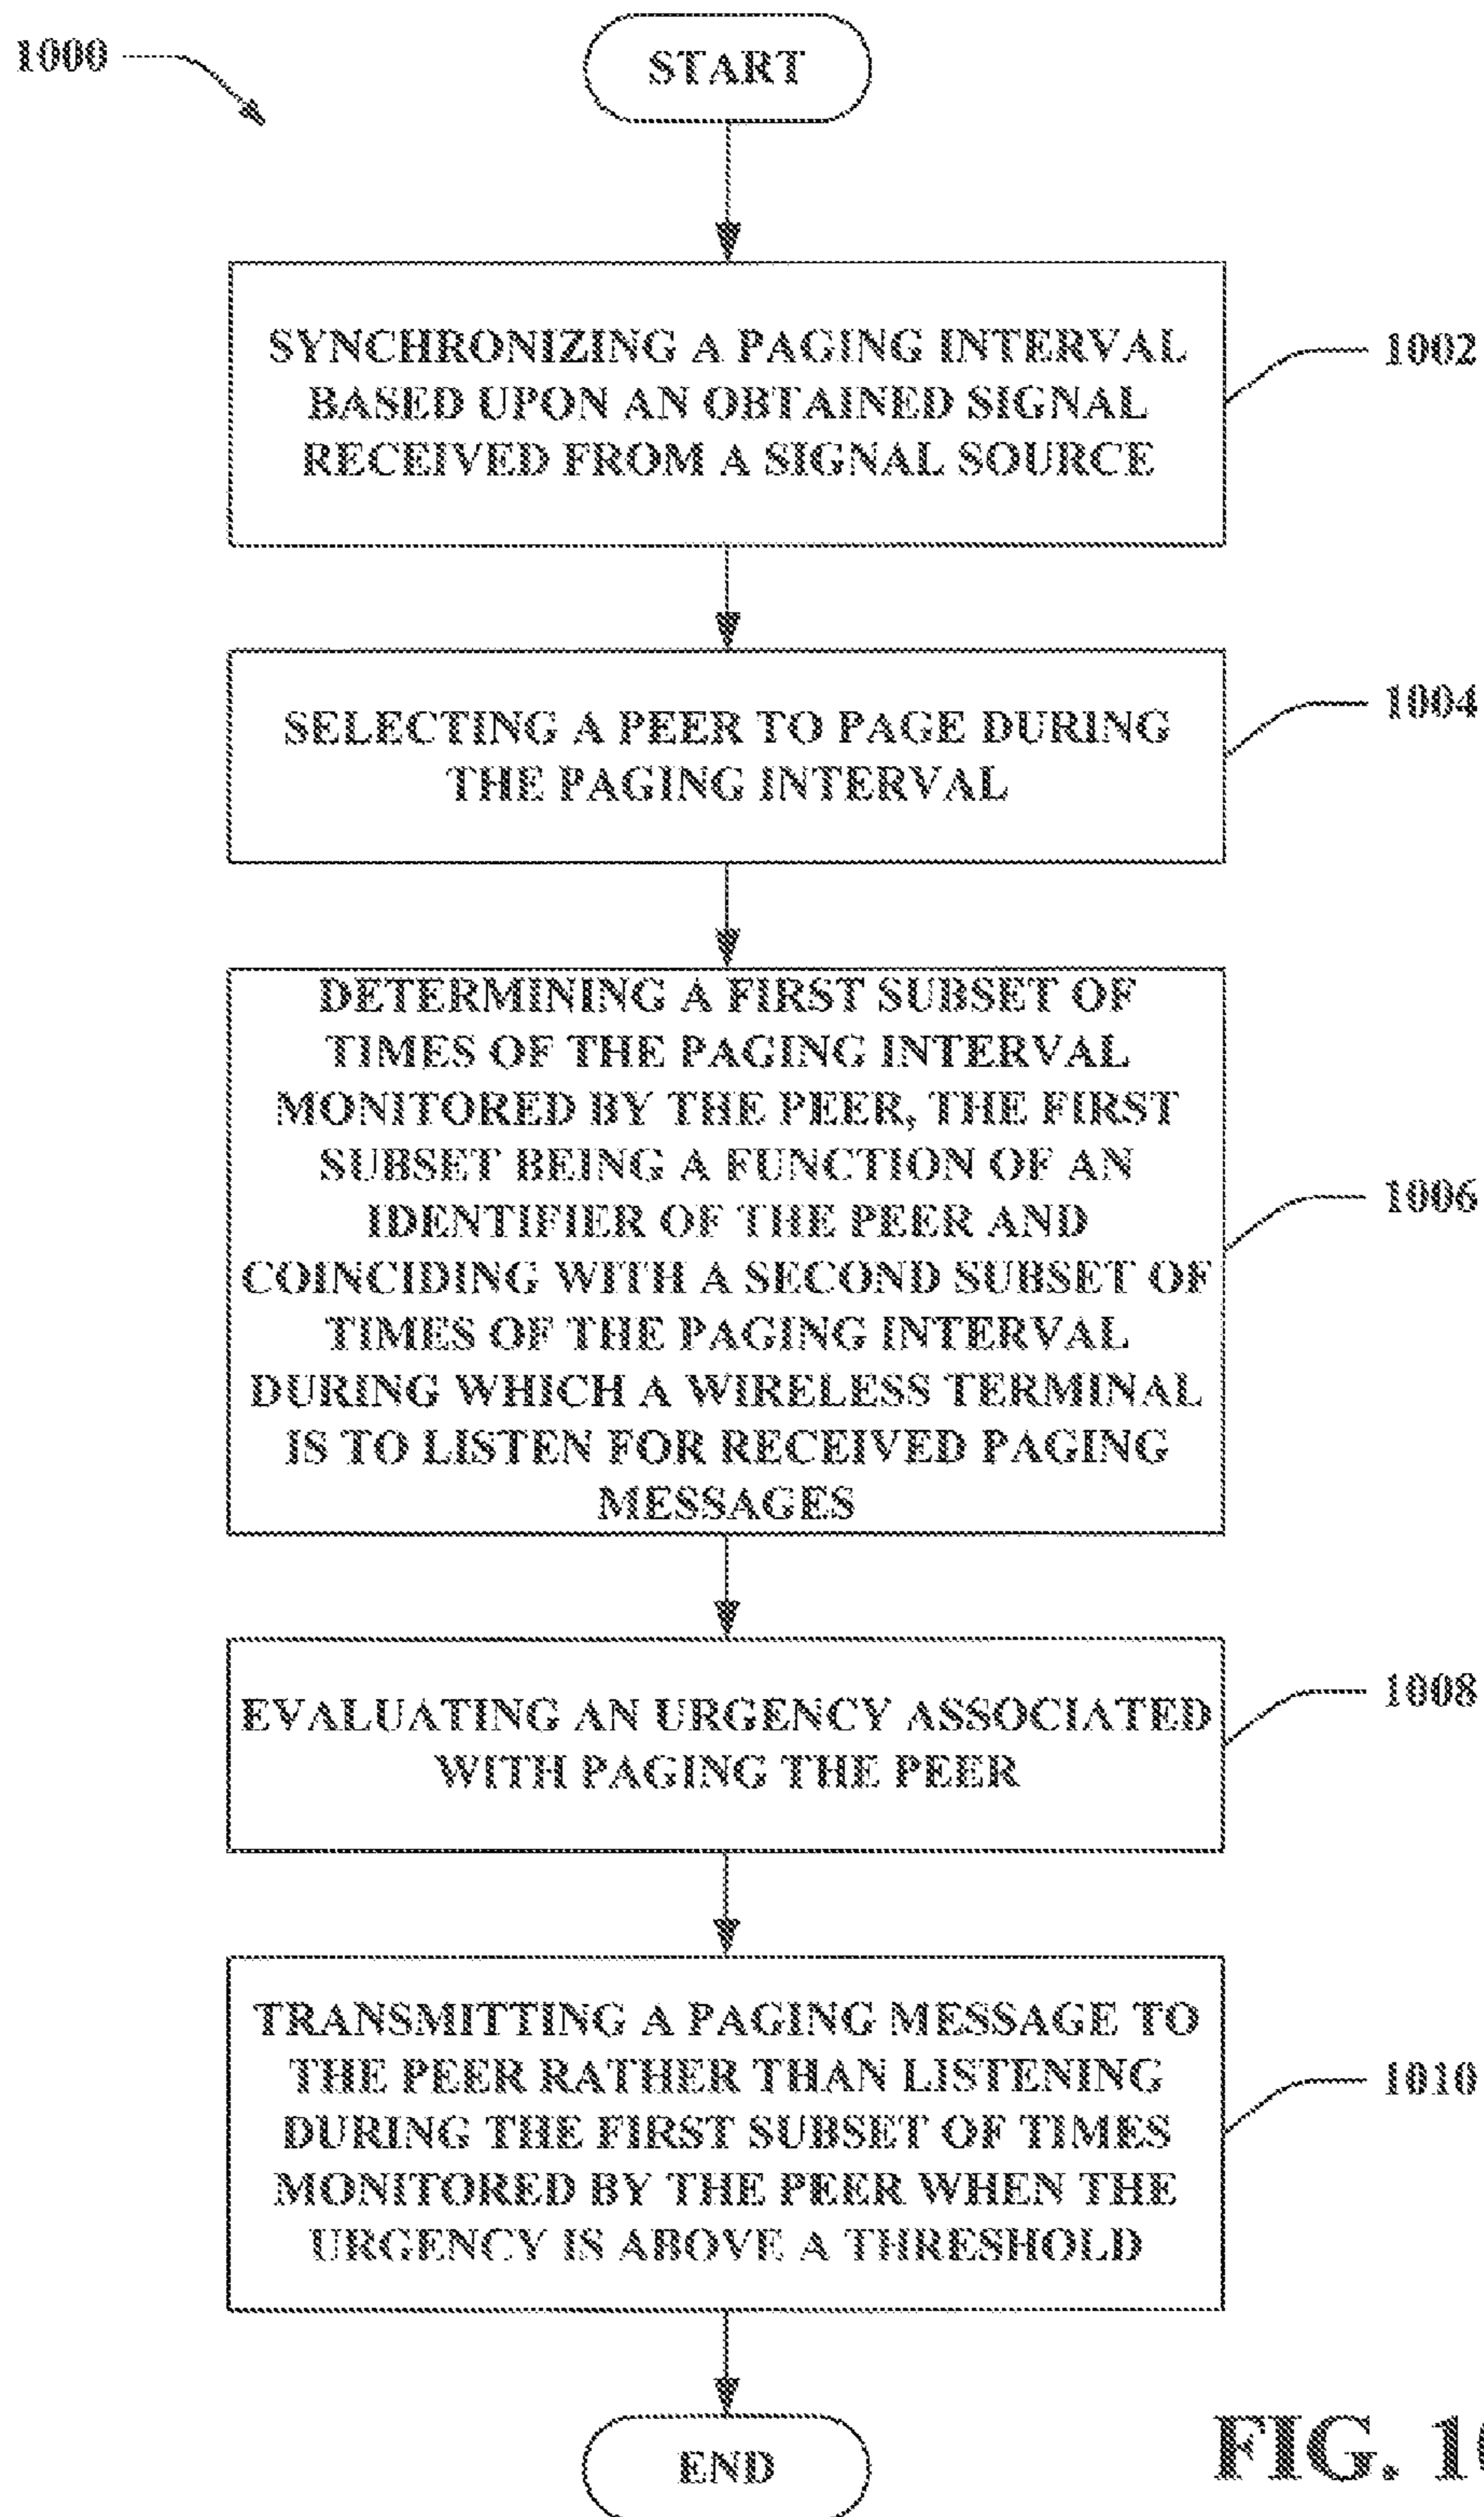 1000
START
SYNCHRONIZING A PAGING INTERVAL
BASED UPON AN OBTAINED SIGNAL
RECEIVED FROM A SIGNAL SOURCE
1002
SELECTING A PEER TO PAGE DURING
THE PAGING INTERVAL
1004
DETERMINING A FIRST SUBSET OF
TIMES OF THE PAGING INTERVAL
MONITORED BY THE PEER, THE FIRST
SUBSET BEING A FUNCTION OF AN
IDENTIFIER OF THE PEER AND
COINCIDING WITH A SECOND SUBSET OF
TIMES OF THE PAGING INTERVAL
DURING WHICH A WIRELESS TERMINAL
IS TO LISTEN FOR RECEIVED PAGING
MESSAGES
1006
EVALUATING AN URGENCY ASSOCIATED
WITH PAGING THE PEER
1008
TRANSMITTING A PAGING MESSAGE TO
THE PEER RATHER THAN LISTENING
DURING THE FIRST SUBSET OF TIMES
MONITORED BY THE PEER WHEN THE
URGENCY IS ABOVE A THRESHOLD
1010
END
FIG. 10